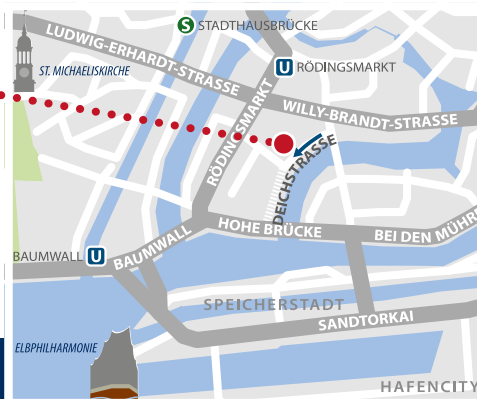 S STADTHAUSBRÜCKE
LUDWIG-ERHARDT-STRASSE
ST. MICHAELISKIRCHE
U RÖDINGSMARKT
WILLY-BRANDT-STRASSE
RÖDINGSMARKT
DEICHSTRASSE
HOHE BRÜCKE
BEI DEN MÜHR
BAUMWALL U
BAUMWALL
SPEICHERSTADT
SANDTORKAI
ELBPHILHARMONIE
HAFENCITY